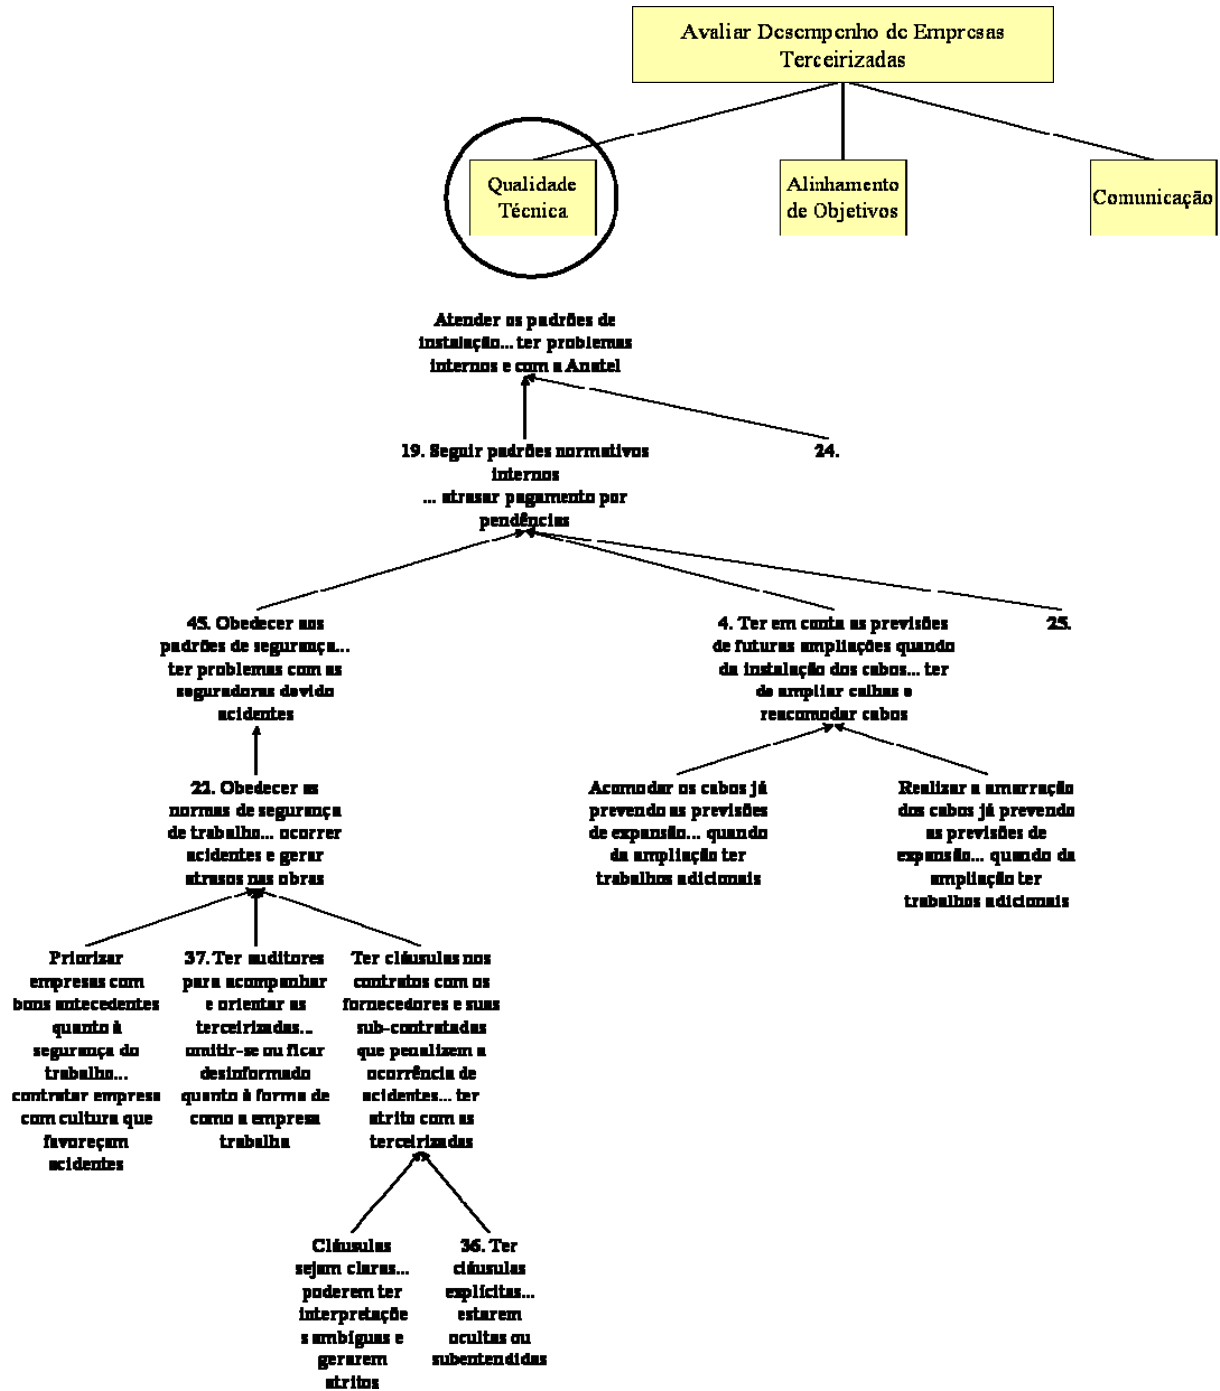 Avaliar Desempenho de Empresas
Terceirizadas
Qualidade
Técnica
Alinhamento
de Objetivos
Comunicação
Atender os padrões de
instalação... ter problemas
internos e com a Anatel
19. Seguir padrões normativos
internos
... atrasar pagamento por
pendências
24.
45. Obedecer aos
padrões de segurança...
ter problemas com as
seguradoras devido
acidentes
4. Ter em conta as previsões
de futuras ampliações quando
da instalação dos cabos... ter
de ampliar calhas e
reacomodar cabos
25.
22. Obedecer as
normas de segurança
de trabalho... ocorrer
acidentes e gerar
atrasos nas obras
Acomodar os cabos já
prevendo as previsões
de expansão... quando
da ampliação ter
trabalhos adicionais
Realizar a amarração
dos cabos já prevendo
as previsões de
expansão... quando da
ampliação ter
trabalhos adicionais
Priorizar
empresas com
bons antecedentes
quanto à
segurança do
trabalho...
contratar empresa
com cultura que
favoreçam
acidentes
37. Ter auditores
para acompanhar
e orientar as
terceirizadas...
omitir-se ou ficar
desinformado
quanto à forma de
como a empresa
trabalha
Ter cláusulas nos
contratos com os
fornecedores e suas
sub-contratadas
que penalizem a
ocorrência de
acidentes... ter
atrito com as
terceirizadas
Cláusulas
sejam claras...
poderem ter
interpretaçõe
s ambíguas e
gerarem
atritos
36. Ter
cláusulas
explícitas...
estarem
ocultas ou
subentendidas